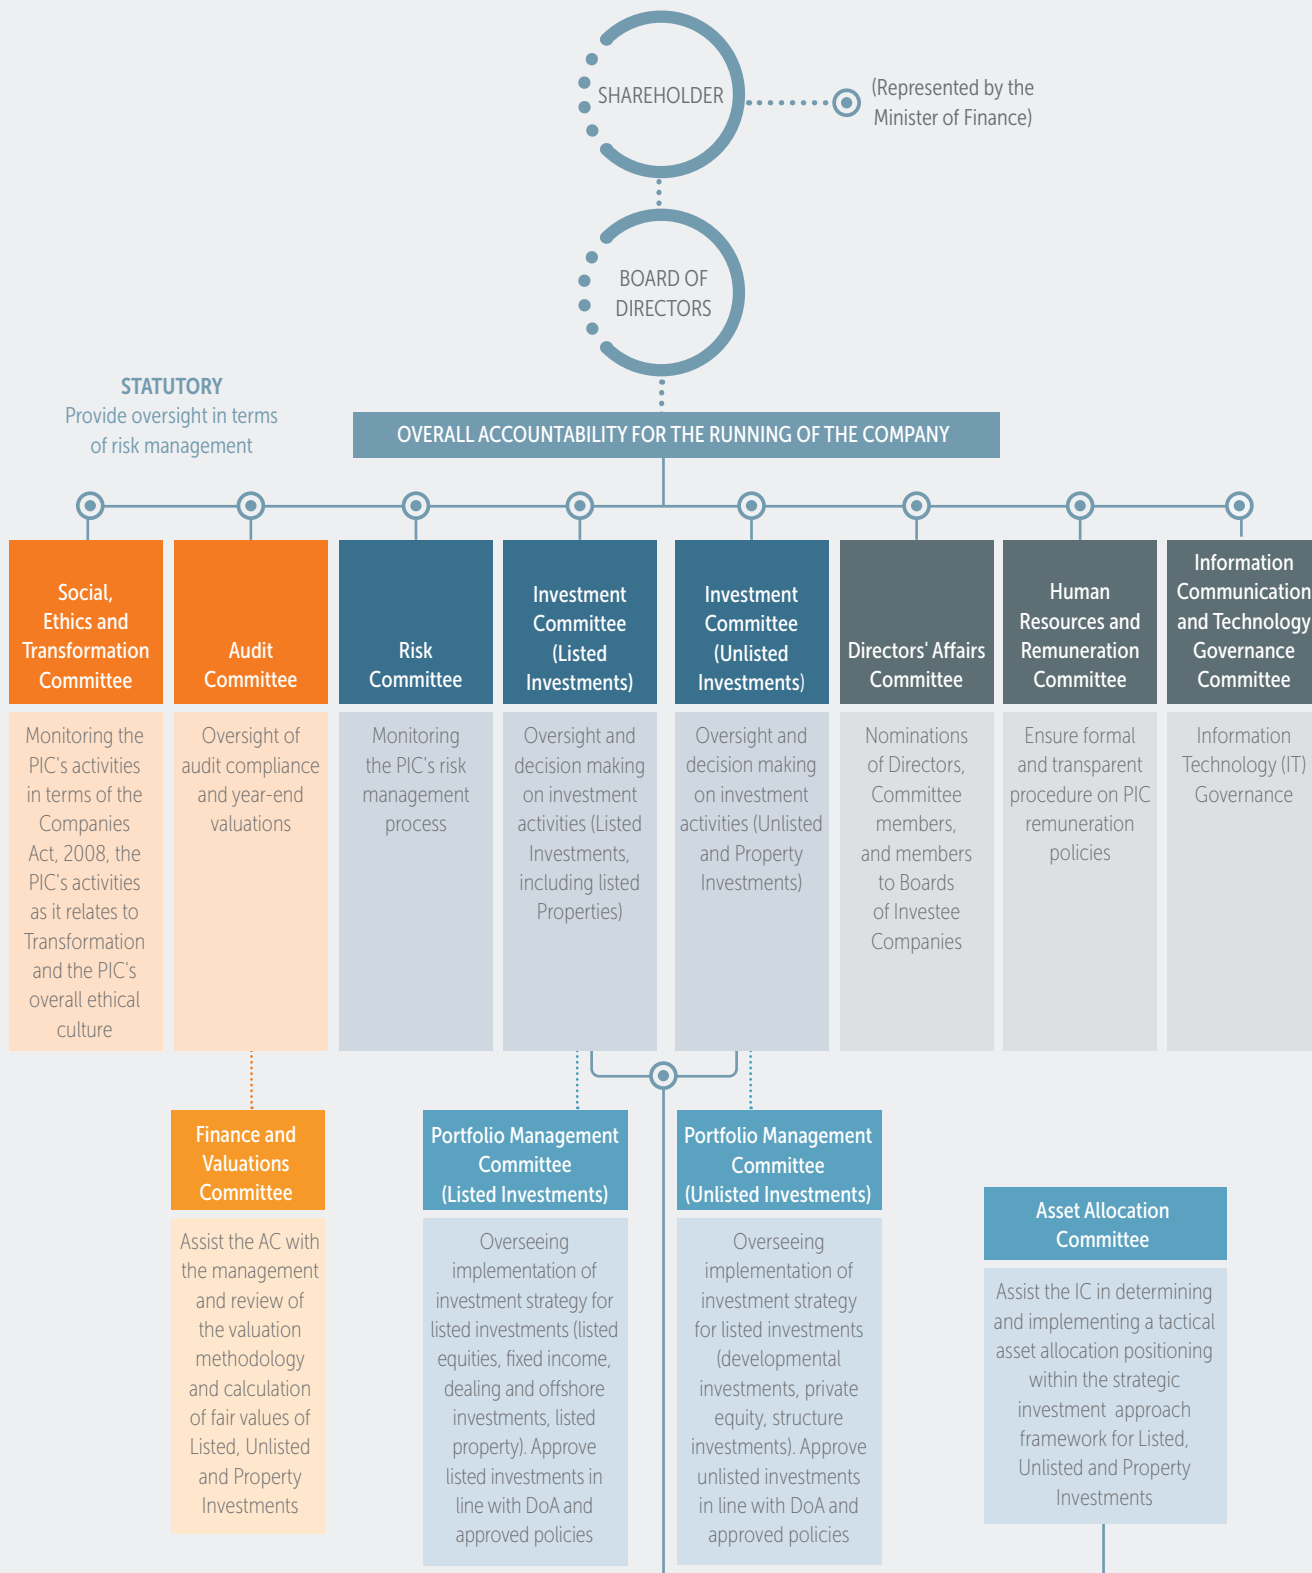 SHAREHOLDER
(Represented by the
Minister of Finance)
BOARD OF
DIRECTORS
STATUTORY
Provide oversight in terms
of risk management
OVERALL ACCOUNTABILITY FOR THE RUNNING OF THE COMPANY
Social,
Ethics and
Transformation
Committee
Monitoring the
PIC's activities
in terms of the
Companies
Act, 2008, the
PIC's activities
as it relates to
Transformation
and the PIC's
overall ethical
culture
Audit
Committee
Oversight of
audit compliance
and year-end
valuations
Risk
Committee
Monitoring
the PIC's risk
management
process
Investment
Committee
(Listed
Investments)
Oversight and
decision making
on investment
activities (Listed
Investments,
including listed
Properties)
Investment
Committee
(Unlisted
Investments)
Oversight and
decision making
on investment
activities (Unlisted
and Property
Investments)
Directors' Affairs
Committee
Nominations
of Directors,
Committee
members,
and members
to Boards
of Investee
Companies
Human
Resources and
Remuneration
Committee
Ensure formal
and transparent
procedure on PIC
remuneration
policies
Information
Communication
and Technology
Governance
Committee
Information
Technology (IT)
Governance
Finance and
Valuations
Committee
Assist the AC with
the management
and review of
the valuation
methodology
and calculation
of fair values of
Listed, Unlisted
and Property
Investments
Portfolio Management
Committee
(Listed Investments)
Overseeing
implementation of
investment strategy for
listed investments (listed
equities, fixed income,
dealing and offshore
investments, listed
property). Approve
listed investments in
line with DoA and
approved policies
Portfolio Management
Committee
(Unlisted Investments)
Overseeing
implementation of
investment strategy
for listed investments
(developmental
investments, private
equity, structure
investments). Approve
unlisted investments
in line with DoA and
approved policies
Asset Allocation
Committee
Assist the IC in determining
and implementing a tactical
asset allocation positioning
within the strategic
investment approach
framework for Listed,
Unlisted and Property
Investments